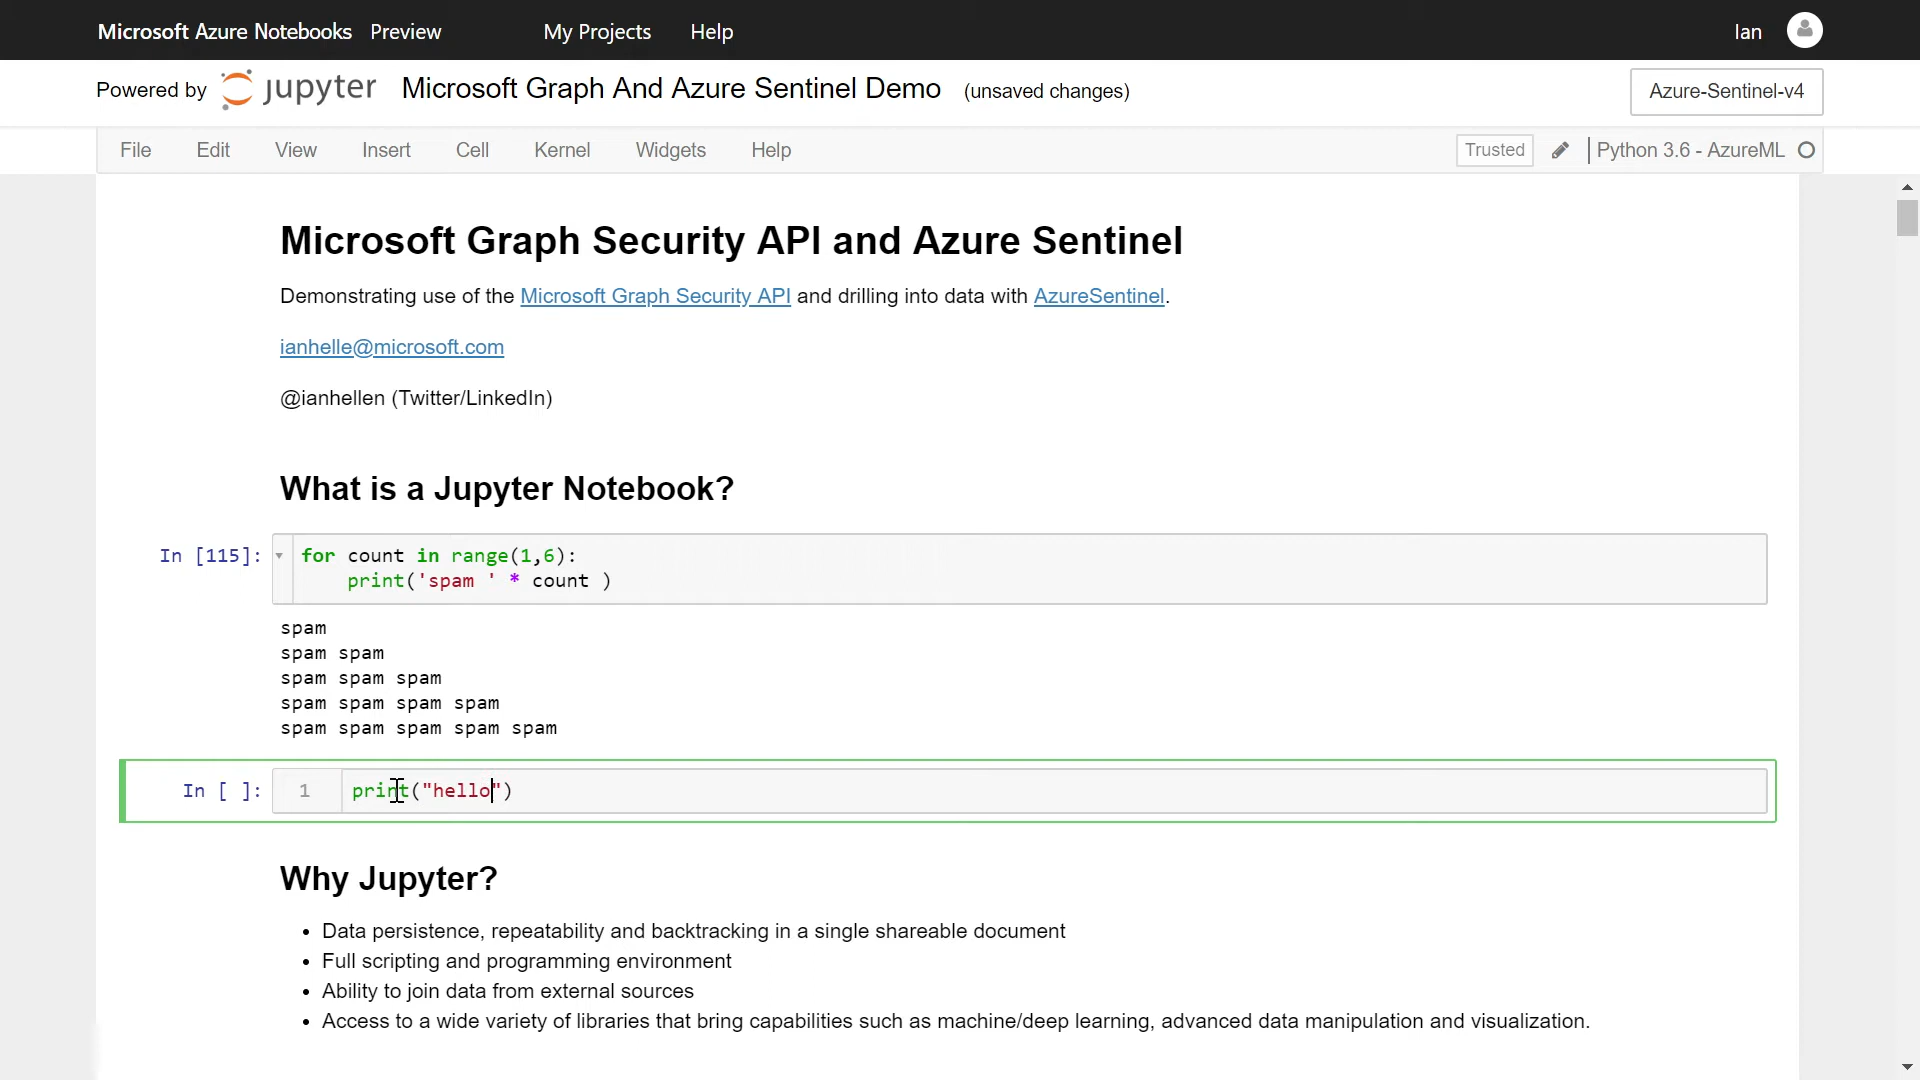 Microsoft Azure Notebooks Preview My Projects Help Ian
Powered by jupyter Microsoft Graph And Azure Sentinel Demo (unsaved changes) Azure-Sentinel-v4
File Edit View Insert Cell Kernel Widgets Help Trusted Python 3.6 - AzureML
Microsoft Graph Security API and Azure Sentinel
Demonstrating use of the Microsoft Graph Security API and drilling into data with AzureSentinel.
ianhelle@microsoft.com
@ianhellen (Twitter/LinkedIn)
What is a Jupyter Notebook?
In [115]: for count in range(1,6):
print('spam ' * count )
spam
spam spam
spam spam spam
spam spam spam spam
spam spam spam spam spam
In [ ]: 1 print("hello")
Why Jupyter?
• Data persistence, repeatability and backtracking in a single shareable document
• Full scripting and programming environment
• Ability to join data from external sources
• Access to a wide variety of libraries that bring capabilities such as machine/deep learning, advanced data manipulation and visualization.